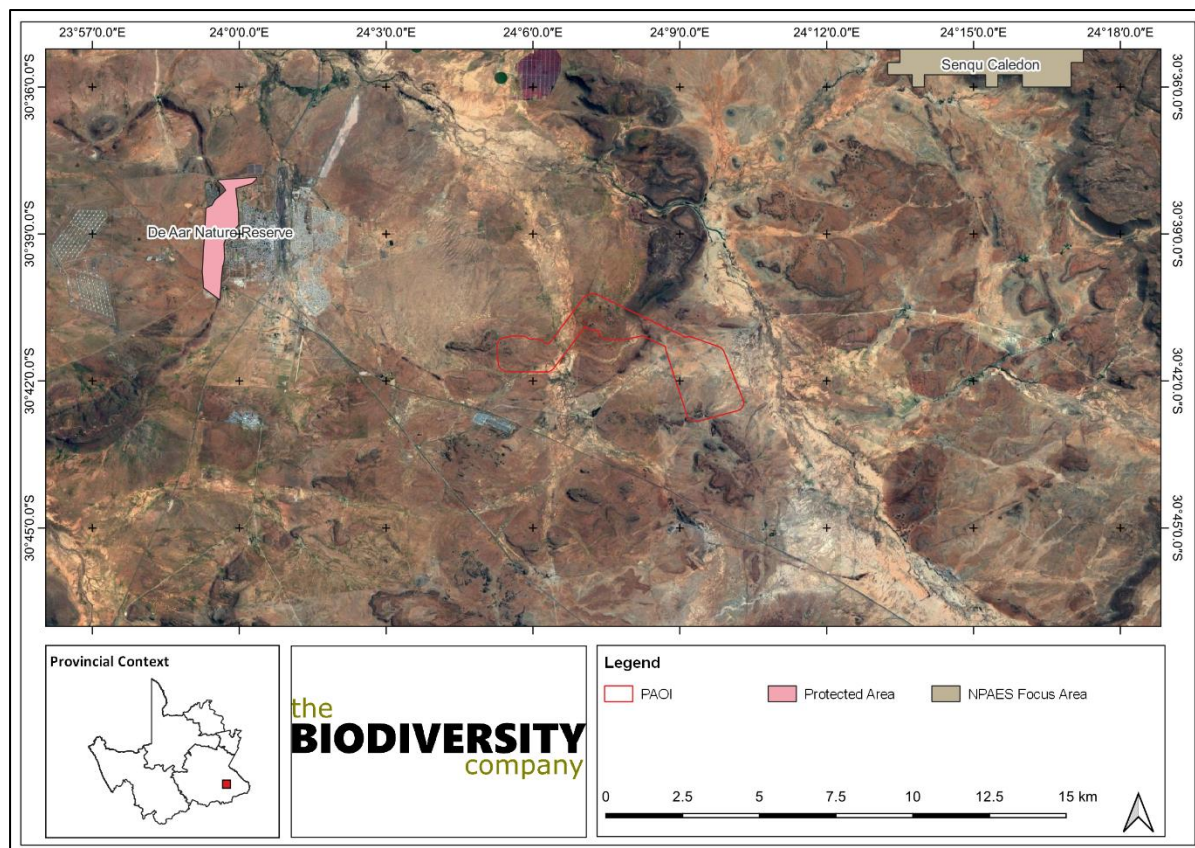 23°57'0.0"E 24°0'0.0"E 24°3'0.0"E 24°6'0.0"E 24°9'0.0"E 24°12'0.0"E 24°15'0.0"E 24°18'0.0"E
30°36'0.0"S
30°39'0.0"S
30°42'0.0"S
30°45'0.0"S
Senqu Caledon
De Aar Nature Reserve
30°36'0.0"S
30°39'0.0"S
30°42'0.0"S
30°45'0.0"S
Provincial Context
the
BIODIVERSITY
company
Legend
PAOI Protected Area NPAES Focus Area
0 2.5 5 7.5 10 12.5 15 km